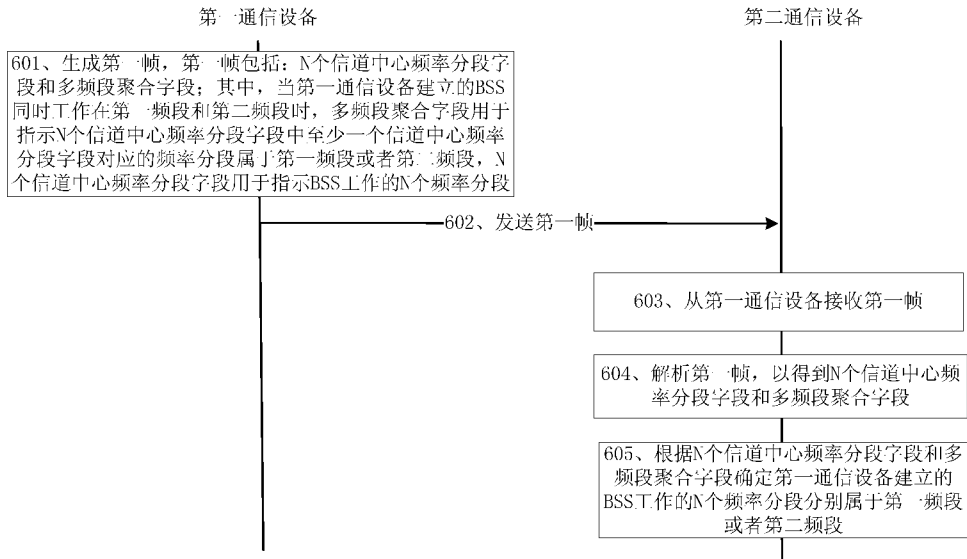 第一通信设备
第二通信设备
601、生成第一帧，第一帧包括：N个信道中心频率分段字
段和多频段聚合字段；其中，当第一通信设备建立的BSS
同时工作在第一频段和第二频段时，多频段聚合字段用于
指示N个信道中心频率分段字段中至少一个信道中心频率
分段字段对应的频率分段属于第一频段或者第二频段，N
个信道中心频率分段字段用于指示BSS工作的N个频率分段
602、发送第一帧
603、从第一通信设备接收第一帧
604、解析第一帧，以得到N个信道中心频
率分段字段和多频段聚合字段
605、根据N个信道中心频率分段字段和多
频段聚合字段确定第一通信设备建立的
BSS工作的N个频率分段分别属于第一频段
或者第二频段